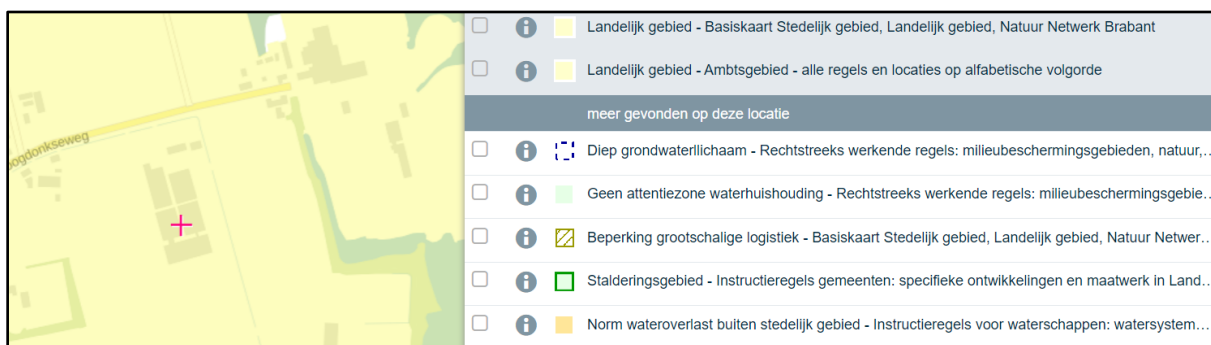 oogdonkseweg
Landelijk gebied - Basiskaart Stedelijk gebied, Landelijk gebied, Natuur Netwerk Brabant
Landelijk gebied - Ambtsgebied - alle regels en locaties op alfabetische volgorde
meer gevonden op deze locatie
Diep grondwaterllichaam - Rechtstreeks werkende regels: milieubeschermingsgebieden, natuur,...
Geen attentiezone waterhuishouding - Rechtstreeks werkende regels: milieubeschermingsgebie...
Beperking grootschalige logistiek - Basiskaart Stedelijk gebied, Landelijk gebied, Natuur Netwer...
Stalderingsgebied - Instructieregels gemeenten: specifieke ontwikkelingen en maatwerk in Land...
Norm wateroverlast buiten stedelijk gebied - Instructieregels voor waterschappen: watersystem...